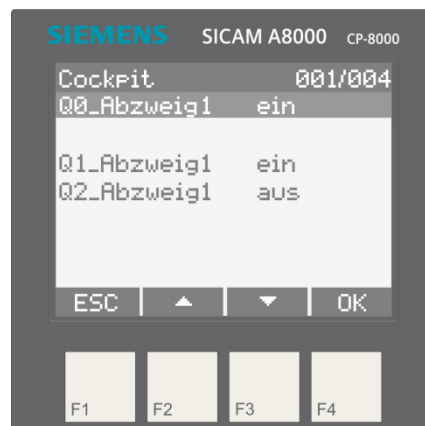 SIEMENS SICAM A8000 CP-8000
Cockpit 001/004
Q0_Abzweig1 ein
Q1_Abzweig1 ein
Q2_Abzweig1 aus
ESC ▲ ▼ OK
F1 F2 F3 F4